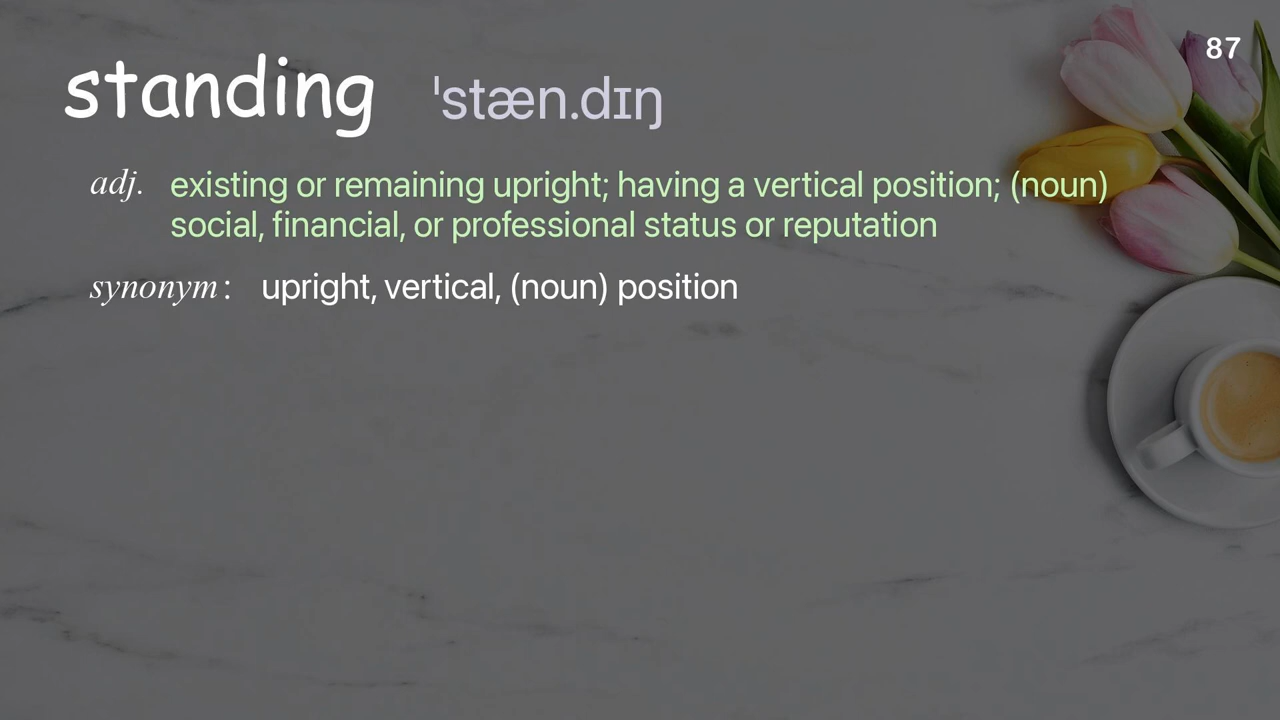 87
standing ˈstæn.dɪŋ
adj. existing or remaining upright; having a vertical position; (noun)
social, financial, or professional status or reputation
synonym: upright, vertical, (noun) position